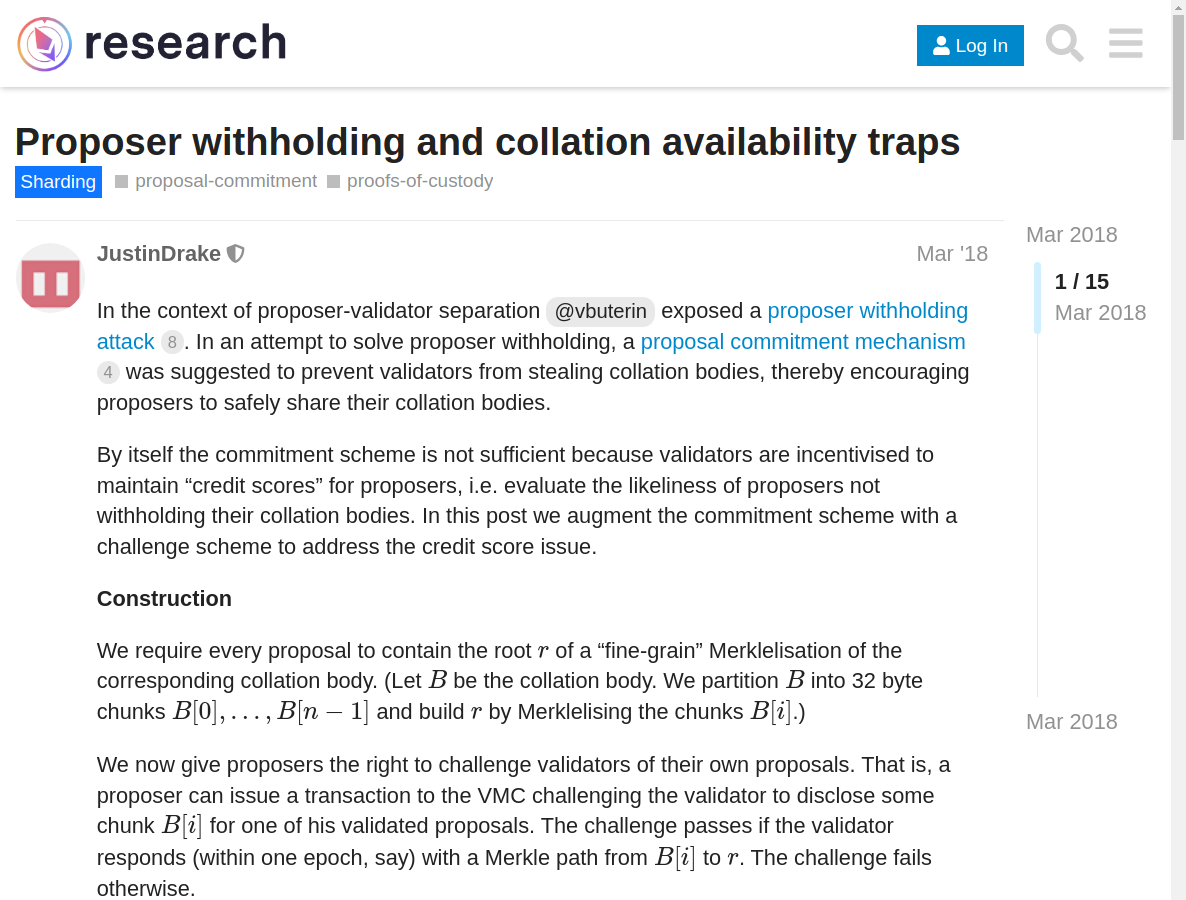 research
Log In
Proposer withholding and collation availability traps
Sharding proposal-commitment proofs-of-custody
JustinDrake Mar '18
In the context of proposer-validator separation @vbuterin exposed a proposer withholding
attack 8 . In an attempt to solve proposer withholding, a proposal commitment mechanism
4 was suggested to prevent validators from stealing collation bodies, thereby encouraging
proposers to safely share their collation bodies.
By itself the commitment scheme is not sufficient because validators are incentivised to
maintain “credit scores” for proposers, i.e. evaluate the likeliness of proposers not
withholding their collation bodies. In this post we augment the commitment scheme with a
challenge scheme to address the credit score issue.
Construction
We require every proposal to contain the root r of a “fine-grain” Merklelisation of the
corresponding collation body. (Let B be the collation body. We partition B into 32 byte
chunks B[0], . . . , B[n − 1] and build r by Merklelising the chunks B[i].)
We now give proposers the right to challenge validators of their own proposals. That is, a
proposer can issue a transaction to the VMC challenging the validator to disclose some
chunk B[i] for one of his validated proposals. The challenge passes if the validator
responds (within one epoch, say) with a Merkle path from B[i] to r. The challenge fails
otherwise.
Mar 2018
1 / 15
Mar 2018
Mar 2018